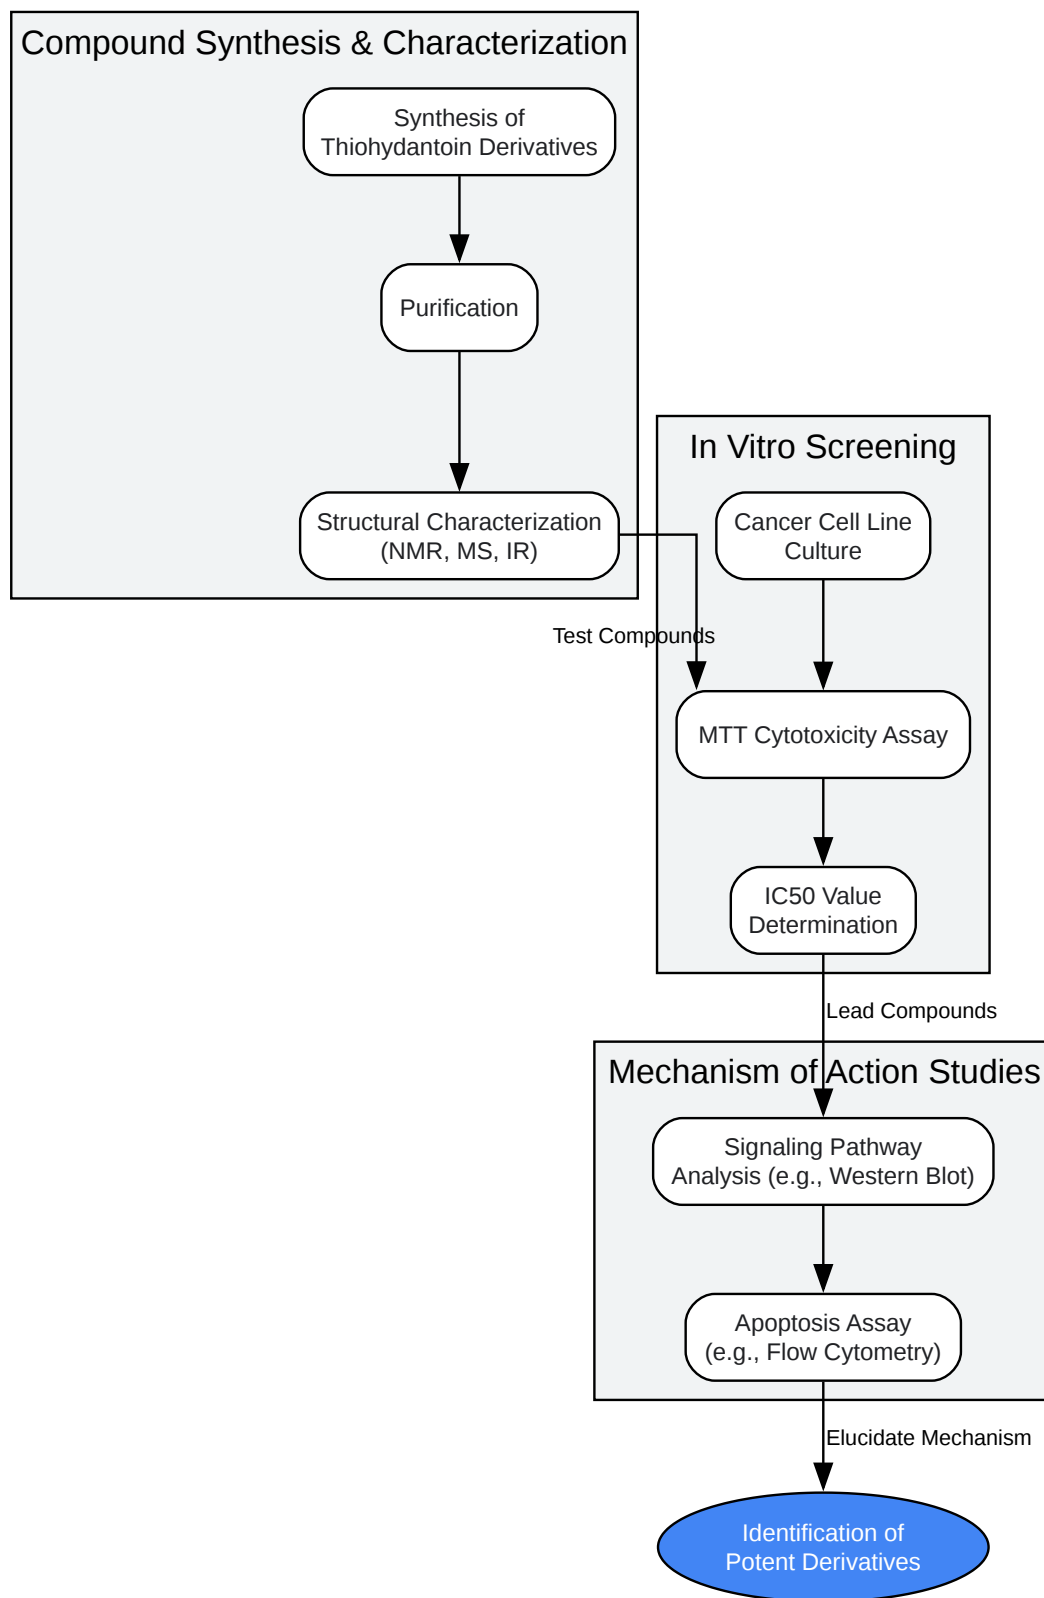 Compound Synthesis & Characterization
Synthesis of
Thiohydantoin Derivatives
Purification
Structural Characterization
(NMR, MS, IR)
Test Compounds
In Vitro Screening
Cancer Cell Line
Culture
MTT Cytotoxicity Assay
IC50 Value
Determination
Lead Compounds
Mechanism of Action Studies
Signaling Pathway
Analysis (e.g., Western Blot)
Apoptosis Assay
(e.g., Flow Cytometry)
Elucidate Mechanism
Identification of
Potent Derivatives